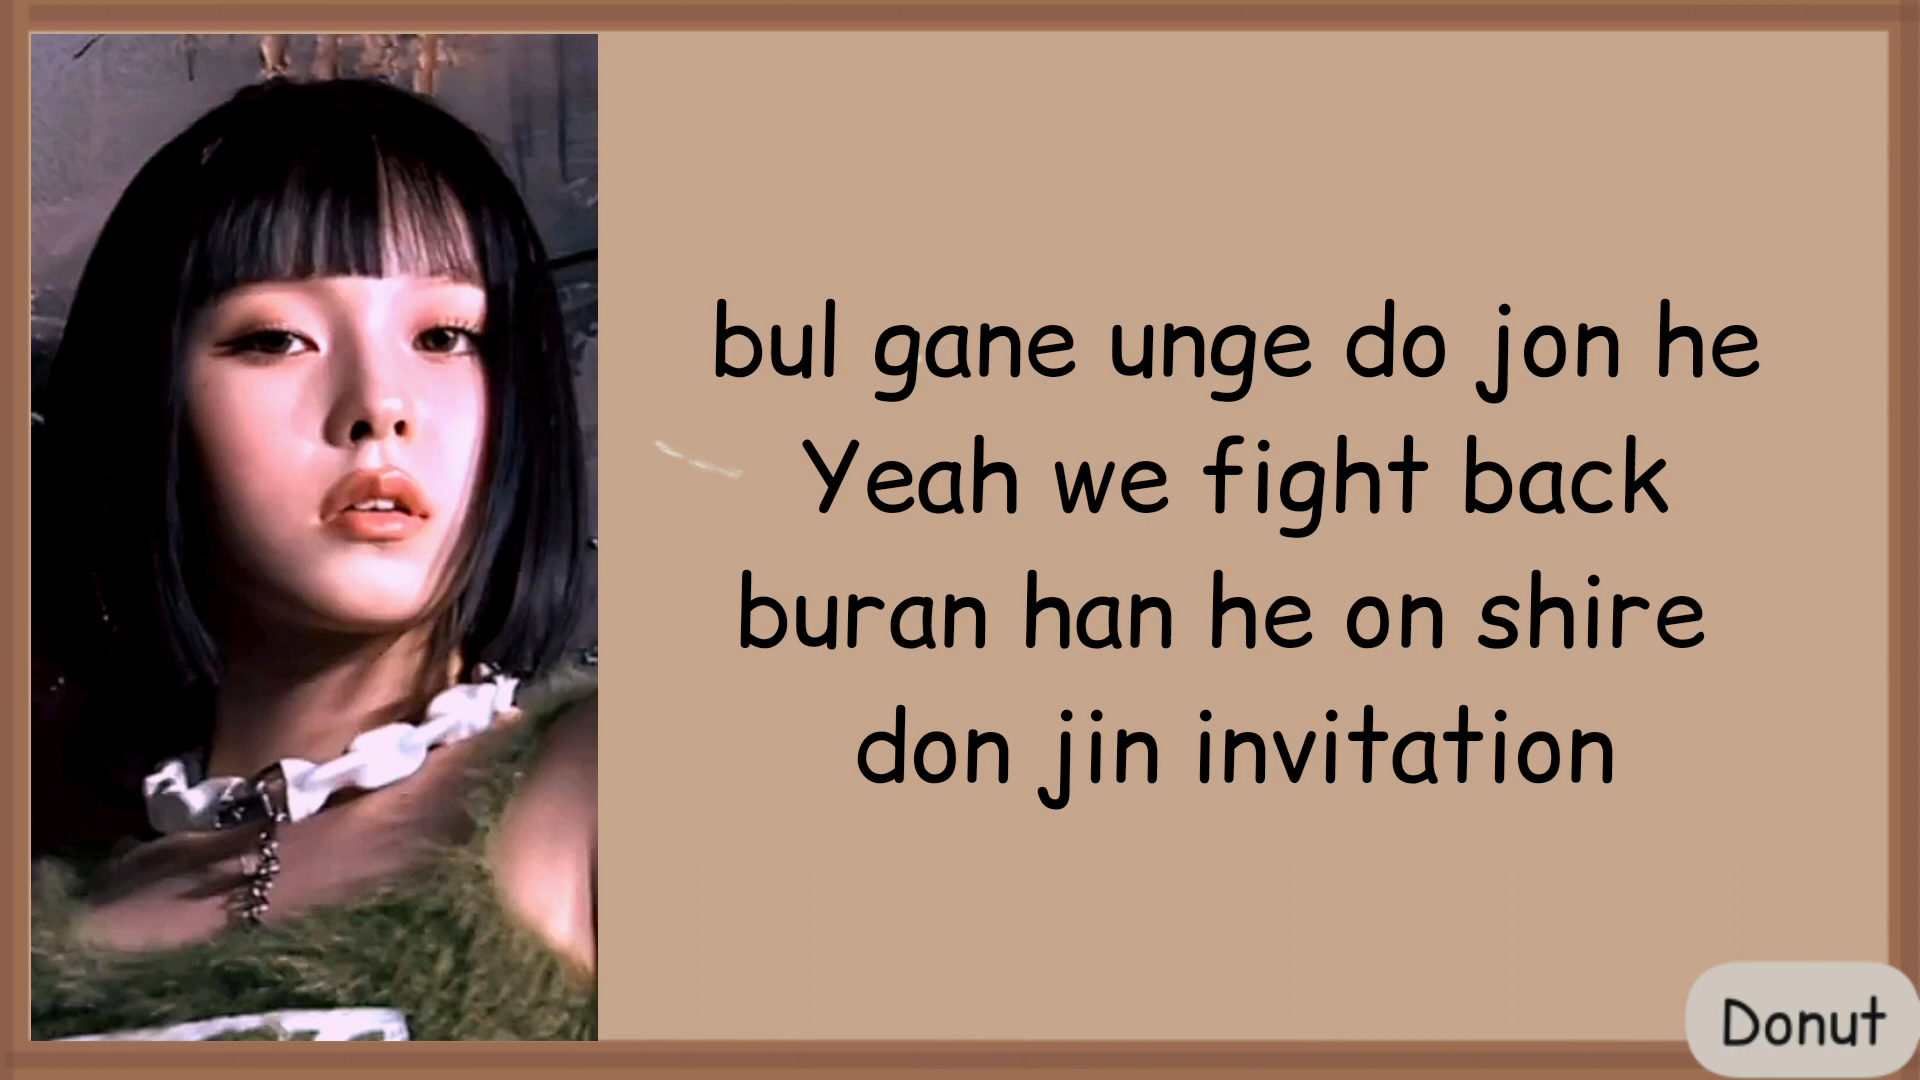 bul gane unge do jon he
Yeah we fight back
buran han he on shire
don jin invitation
Donut